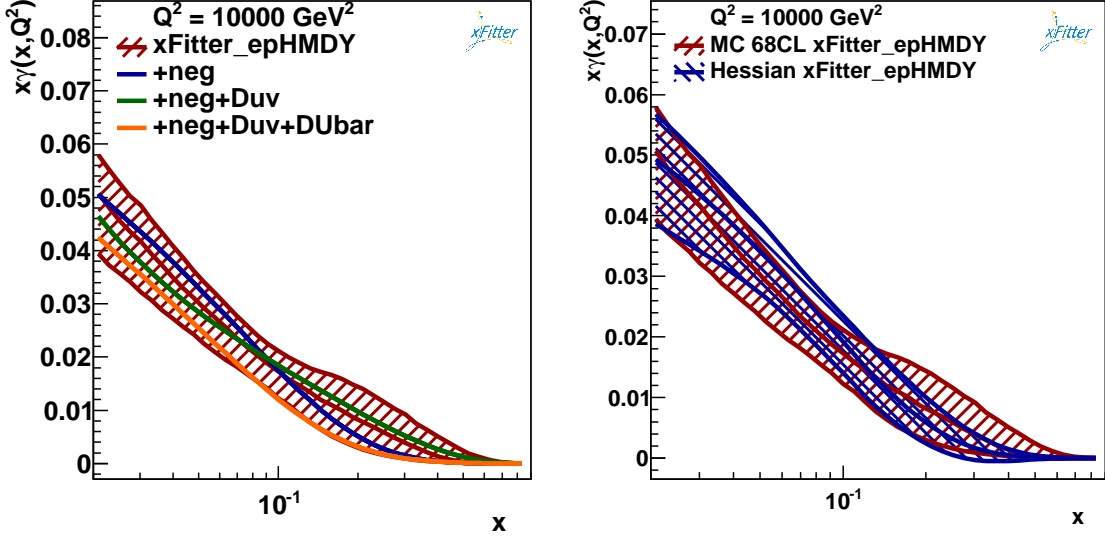 Q² = 10000 GeV²
xFitter_epHMDY
+neg
+neg+Duv
+neg+Duv+DUbar
xFitter
xγ(x,Q²)
0.08
0.07
0.06
0.05
0.04
0.03
0.02
0.01
0
10⁻¹
x
Q² = 10000 GeV²
MC 68CL xFitter_epHMDY
Hessian xFitter_epHMDY
xFitter
xγ(x,Q²)
0.07
0.06
0.05
0.04
0.03
0.02
0.01
0
10⁻¹
x